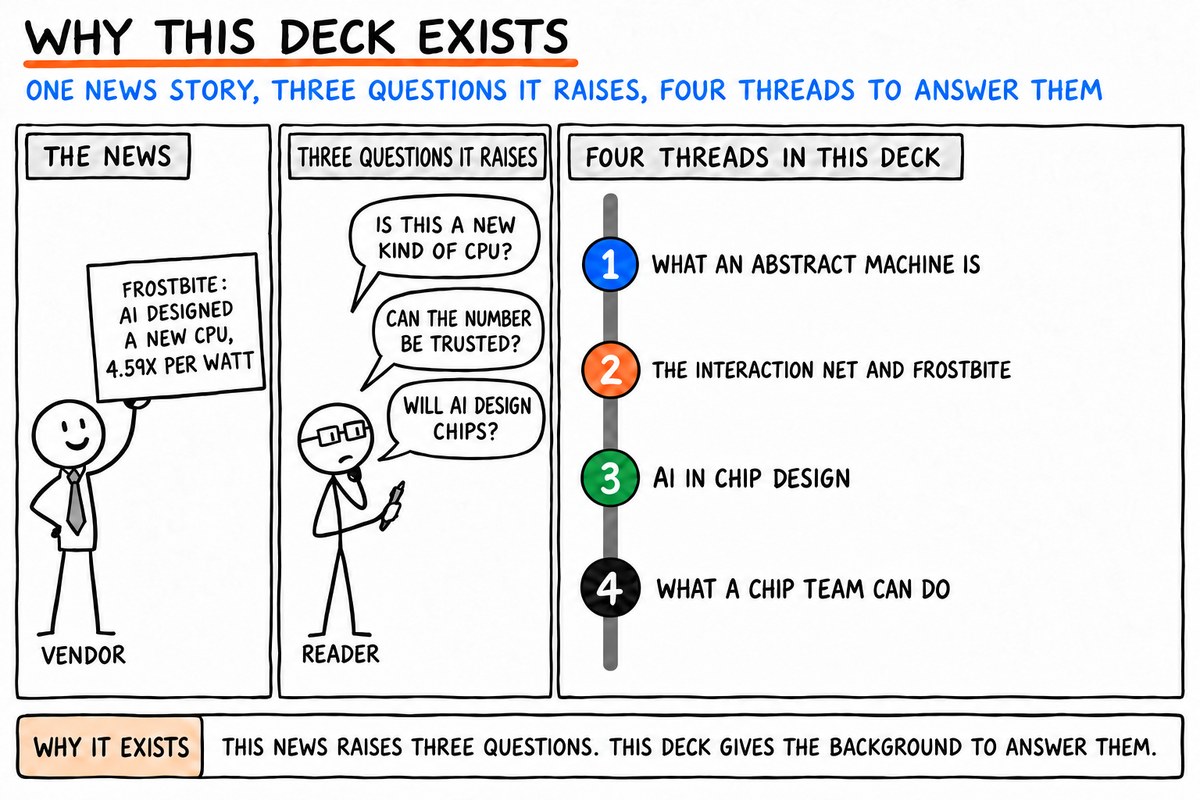 WHY THIS DECK EXISTS
ONE NEWS STORY, THREE QUESTIONS IT RAISES, FOUR THREADS TO ANSWER THEM
THE NEWS
FROSTBITE:
AI DESIGNED
A NEW CPU,
4.59X PER WATT
VENDOR
THREE QUESTIONS IT RAISES
IS THIS A NEW
KIND OF CPU?
CAN THE NUMBER
BE TRUSTED?
WILL AI DESIGN
CHIPS?
READER
FOUR THREADS IN THIS DECK
1 WHAT AN ABSTRACT MACHINE IS
2 THE INTERACTION NET AND FROSTBITE
3 AI IN CHIP DESIGN
4 WHAT A CHIP TEAM CAN DO
WHY IT EXISTS
THIS NEWS RAISES THREE QUESTIONS. THIS DECK GIVES THE BACKGROUND TO ANSWER THEM.